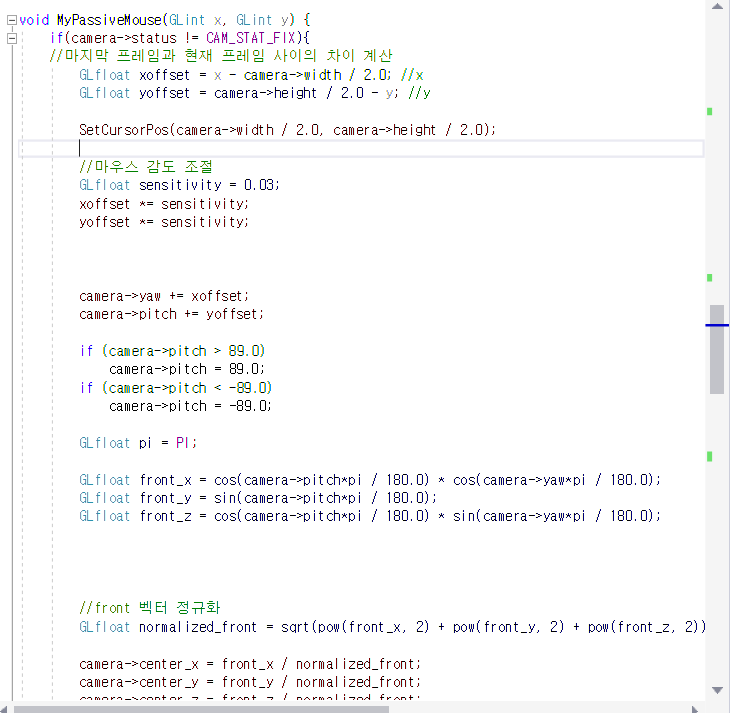 void MyPassiveMouse(GLint x, GLint y) {
if(camera->status != CAM_STAT_FIX){
//마지막 프레임과 현재 프레임 사이의 차이 계산
GLfloat xoffset = x - camera->width / 2.0; //x
GLfloat yoffset = camera->height / 2.0 - y; //y
SetCursorPos(camera->width / 2.0, camera->height / 2.0);
//마우스 감도 조절
GLfloat sensitivity = 0.03;
xoffset *= sensitivity;
yoffset *= sensitivity;
camera->yaw += xoffset;
camera->pitch += yoffset;
if (camera->pitch > 89.0)
camera->pitch = 89.0;
if (camera->pitch < -89.0)
camera->pitch = -89.0;
GLfloat pi = PI;
GLfloat front_x = cos(camera->pitch*pi / 180.0) * cos(camera->yaw*pi / 180.0);
GLfloat front_y = sin(camera->pitch*pi / 180.0);
GLfloat front_z = cos(camera->pitch*pi / 180.0) * sin(camera->yaw*pi / 180.0);
//front 벡터 정규화
GLfloat normalized_front = sqrt(pow(front_x, 2) + pow(front_y, 2) + pow(front_z, 2))
camera->center_x = front_x / normalized_front;
camera->center_y = front_y / normalized_front;
camera->center_z = front_z / normalized_front;